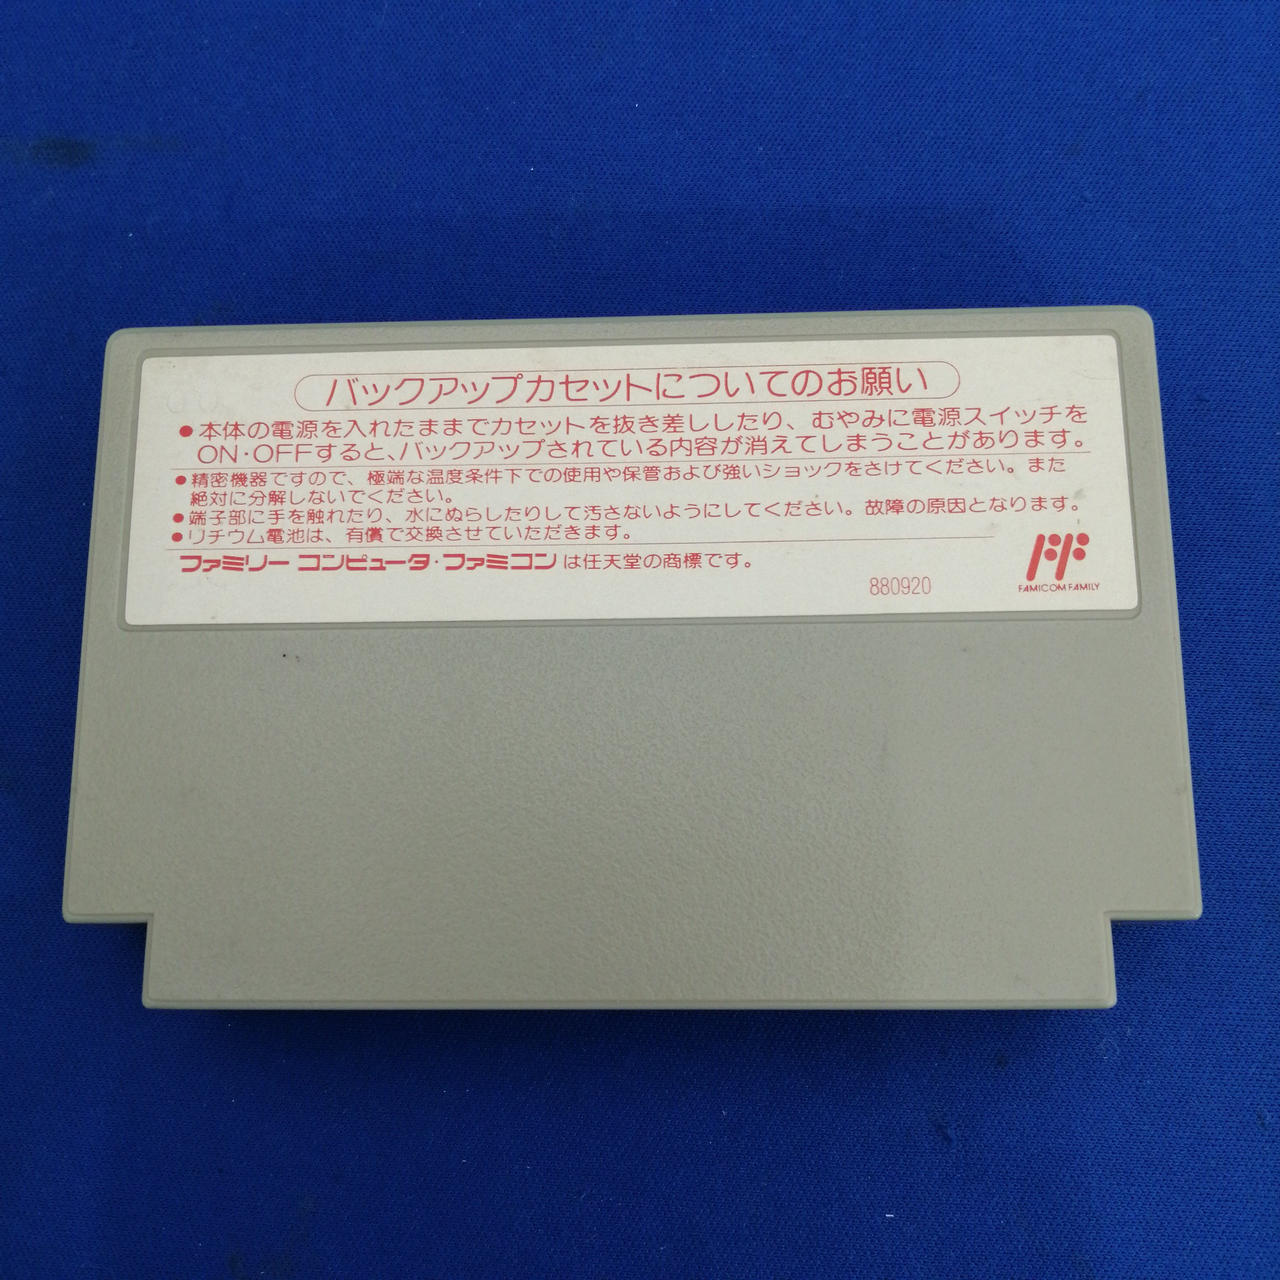 バックアップカセットについてのお願い
●本体の電源を入れたままでカセットを抜き差ししたり、むやみに電源スイッチを
ON・OFFすると、バックアップされている内容が消えてしまうことがあります。
●精密機器ですので、極端な温度条件下での使用や保管および強いショックをさけてください。また
絶対に分解しないでください。
●端子部に手を触れたり、水にぬらしたりして汚さないようにしてください。故障の原因となります。
●リチウム電池は、有償で交換させていただきます。
ファミリー コンピュータ・ファミコンは任天堂の商標です。
880920
FF
FAMICOM FAMILY